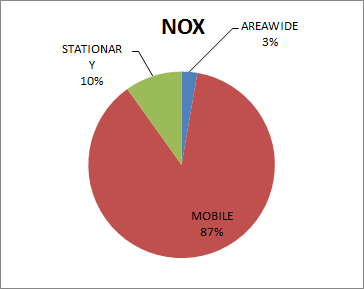 NOX
AREAWIDE
3%
STATIONAR
Y
10%
MOBILE
87%